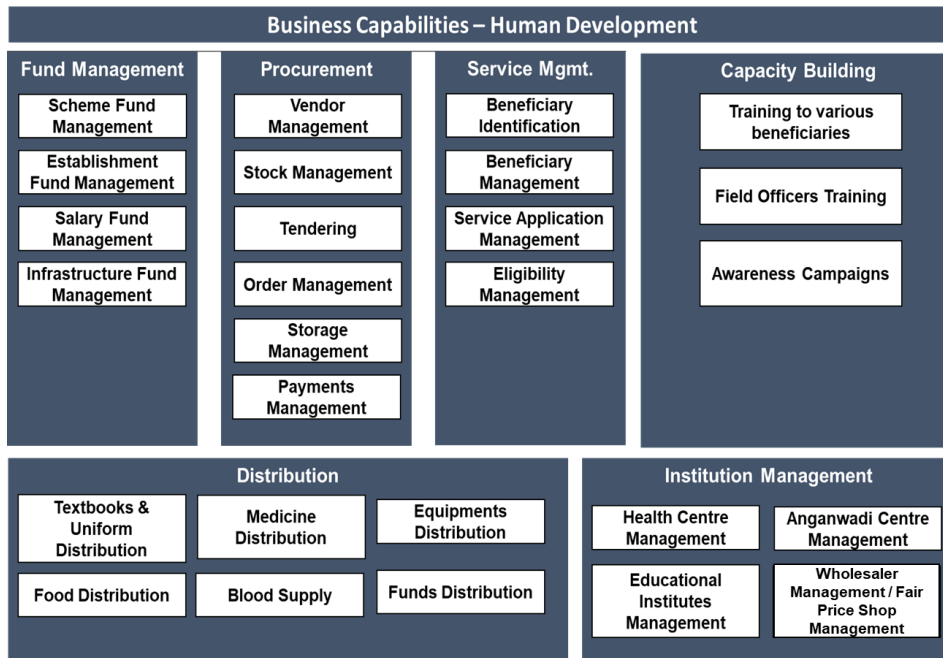 Business Capabilities – Human Development
Fund Management
Scheme Fund
Management
Establishment
Fund Management
Salary Fund
Management
Infrastructure Fund
Management
Procurement
Vendor
Management
Stock Management
Tendering
Order Management
Storage
Management
Payments
Management
Service Mgmt.
Beneficiary
Identification
Beneficiary
Management
Service Application
Management
Eligibility
Management
Capacity Building
Training to various
beneficiaries
Field Officers Training
Awareness Campaigns
Distribution
Textbooks &
Uniform
Distribution
Medicine
Distribution
Equipments
Distribution
Food Distribution
Blood Supply
Funds Distribution
Institution Management
Health Centre
Management
Anganwadi Centre
Management
Educational
Institutes
Management
Wholesaler
Management / Fair
Price Shop
Management